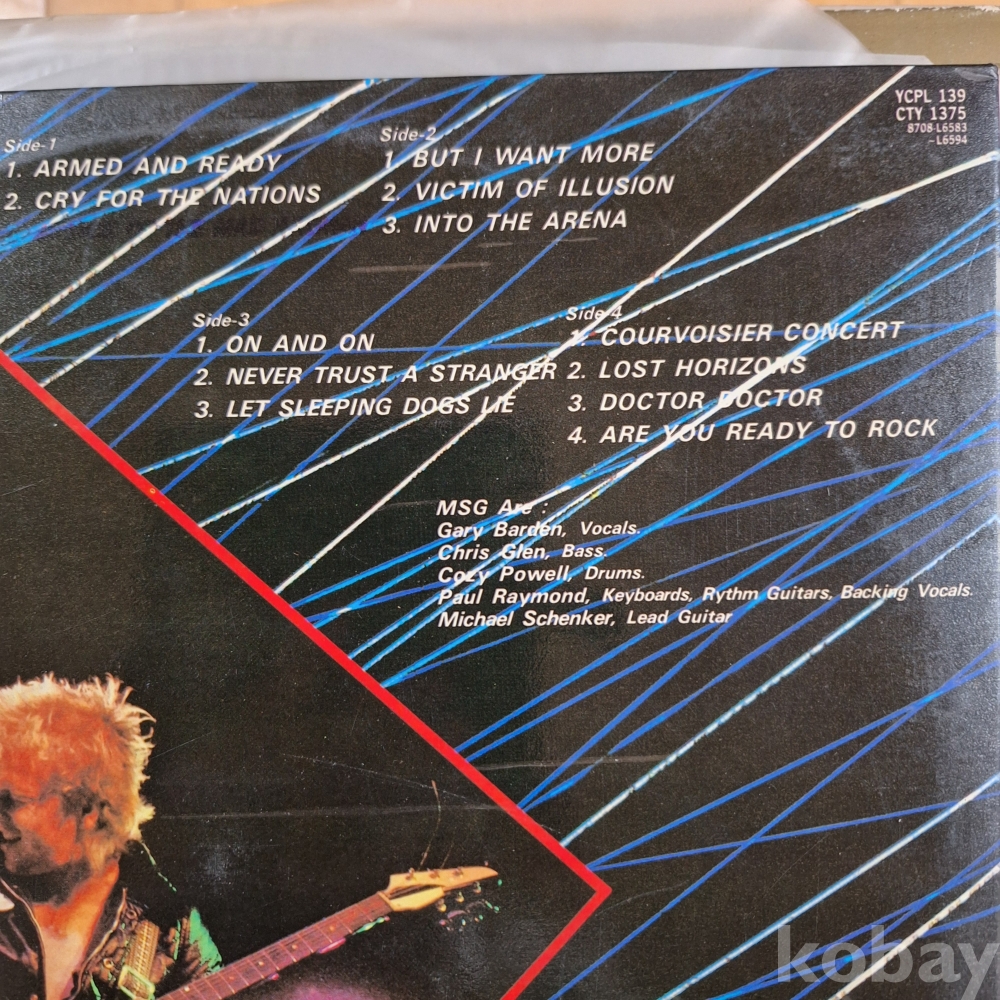 YCPL 139
CTY 1375
8708-L6583
-L6594
Side-1
1. ARMED AND READY
2. CRY FOR THE NATIONS
Side-2
1. BUT I WANT MORE
2. VICTIM OF ILLUSION
3. INTO THE ARENA
Side-3
1. ON AND ON
2. NEVER TRUST A STRANGER
3. LET SLEEPING DOGS LIE
Side-4
1. COURVOISIER CONCERT
2. LOST HORIZONS
3. DOCTOR DOCTOR
4. ARE YOU READY TO ROCK
MSG Are :
Gary Barden, Vocals.
Chris Glen, Bass.
Cozy Powell, Drums.
Paul Raymond, Keyboards, Rythm Guitars, Backing Vocals.
Michael Schenker, Lead Guitar
kobay